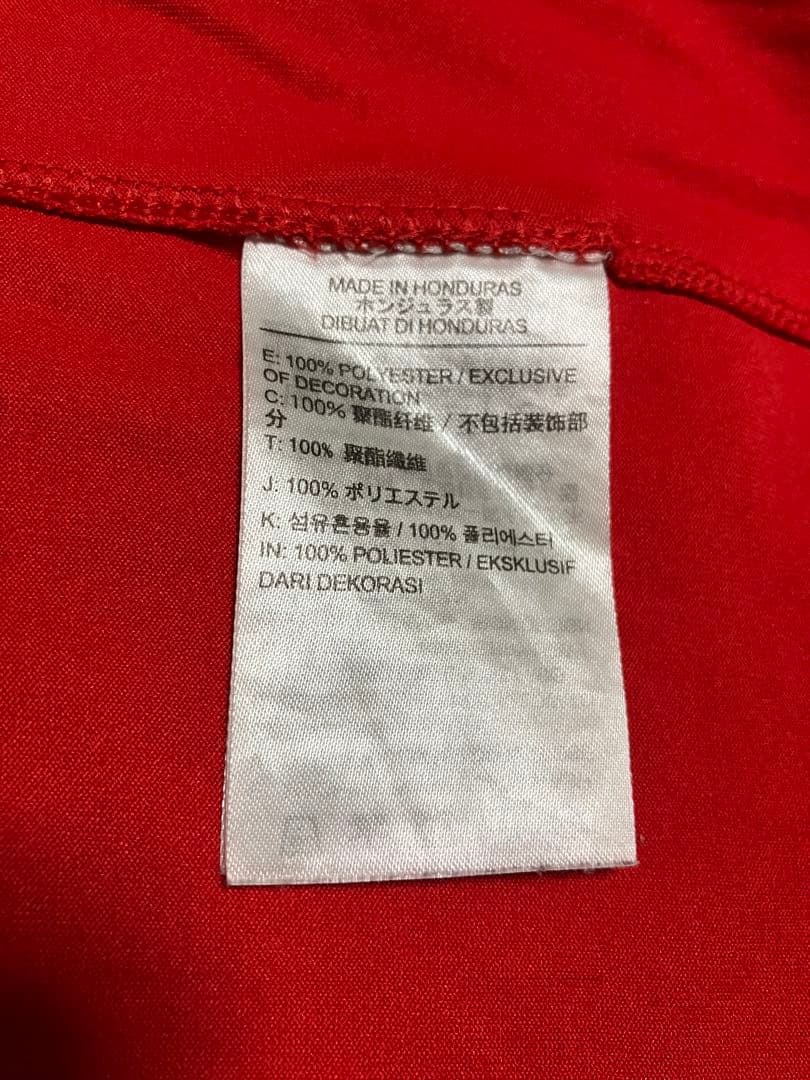 MADE IN HONDURAS
ホンジュラス製
DIBUAT DI HONDURAS
E: 100% POLYESTER / EXCLUSIVE
OF DECORATION
C: 100% 聚酯纤维 / 不包括装饰部
分
T: 100% 聚酯纖維
J: 100% ポリエステル
K: 섬유혼용율 / 100% 폴리에스터
IN: 100% POLIESTER / EKSKLUSIF
DARI DEKORASI